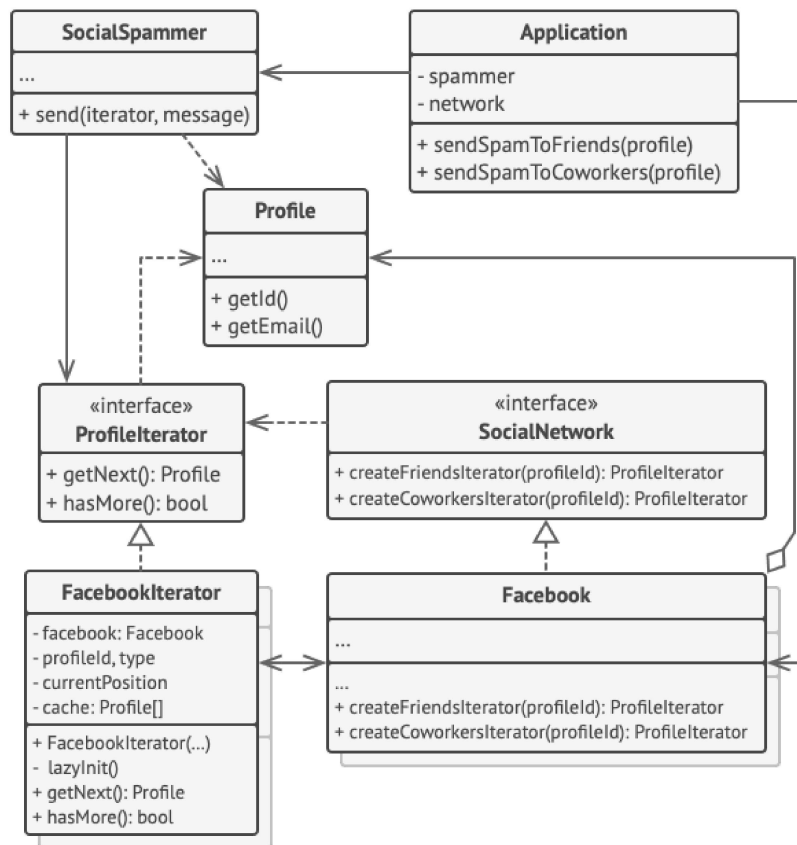 SocialSpammer
...
+ send(iterator, message)
Application
- spammer
- network
+ sendSpamToFriends(profile)
+ sendSpamToCoworkers(profile)
Profile
...
+ getId()
+ getEmail()
«interface»
ProfileIterator
+ getNext(): Profile
+ hasMore(): bool
«interface»
SocialNetwork
+ createFriendsIterator(profileId): ProfileIterator
+ createCoworkersIterator(profileId): ProfileIterator
FacebookIterator
- facebook: Facebook
- profileId, type
- currentPosition
- cache: Profile[]
+ FacebookIterator(...)
- lazyInit()
+ getNext(): Profile
+ hasMore(): bool
Facebook
...
...
+ createFriendsIterator(profileId): ProfileIterator
+ createCoworkersIterator(profileId): ProfileIterator